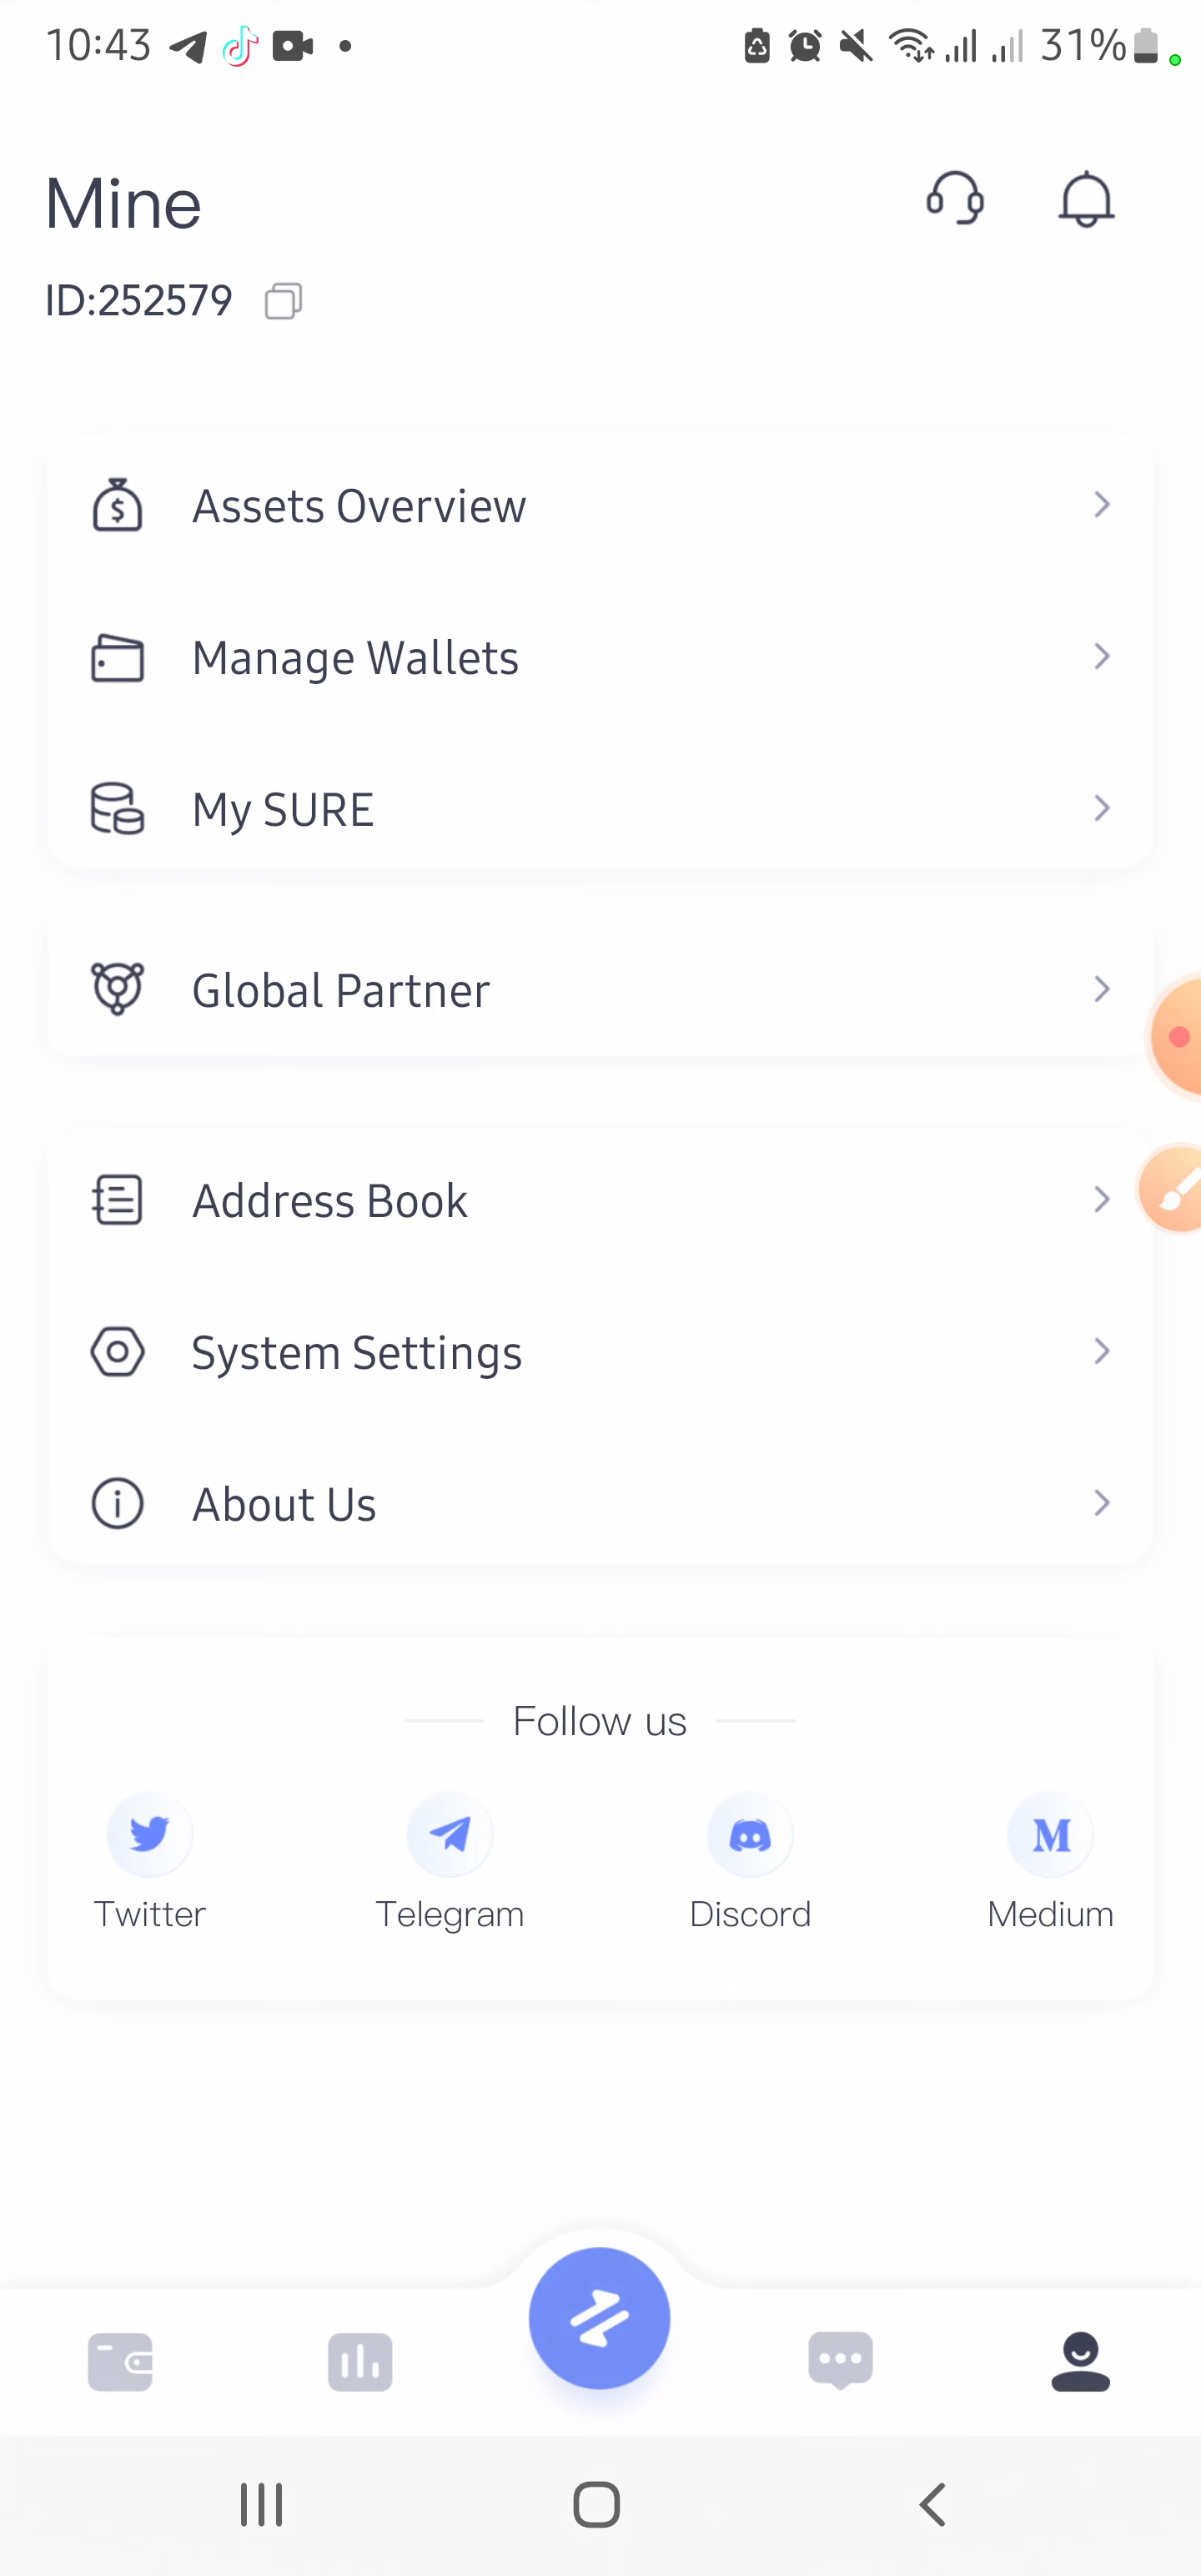 10:43 31%
Mine
ID:252579
Assets Overview
Manage Wallets
My SURE
Global Partner
Address Book
System Settings
About Us
Follow us
Twitter Telegram Discord Medium